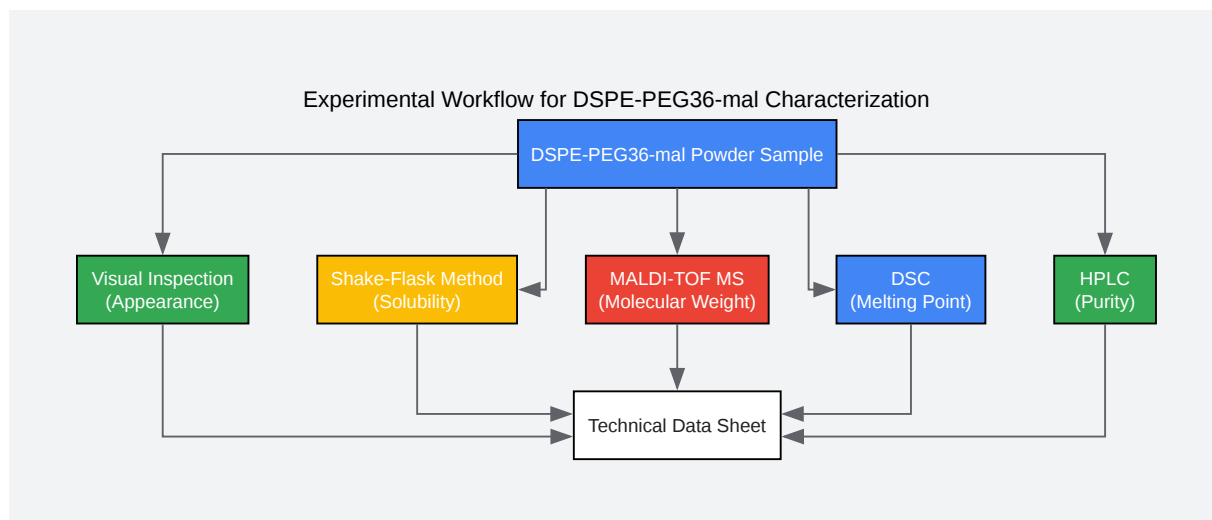 Experimental Workflow for DSPE-PEG36-mal Characterization
DSPE-PEG36-mal Powder Sample
Visual Inspection
(Appearance)
Shake-Flask Method
(Solubility)
MALDI-TOF MS
(Molecular Weight)
DSC
(Melting Point)
HPLC
(Purity)
Technical Data Sheet